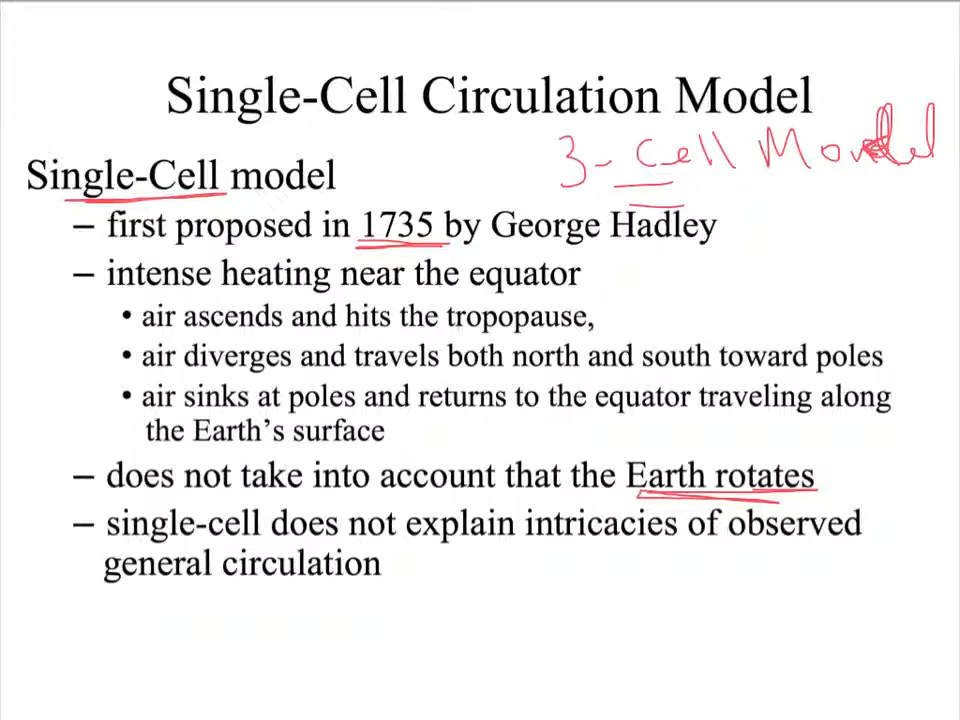 Single-Cell Circulation Model
3-Cell Model
Single-Cell model
– first proposed in 1735 by George Hadley
– intense heating near the equator
• air ascends and hits the tropopause,
• air diverges and travels both north and south toward poles
• air sinks at poles and returns to the equator traveling along
the Earth's surface
– does not take into account that the Earth rotates
– single-cell does not explain intricacies of observed
general circulation